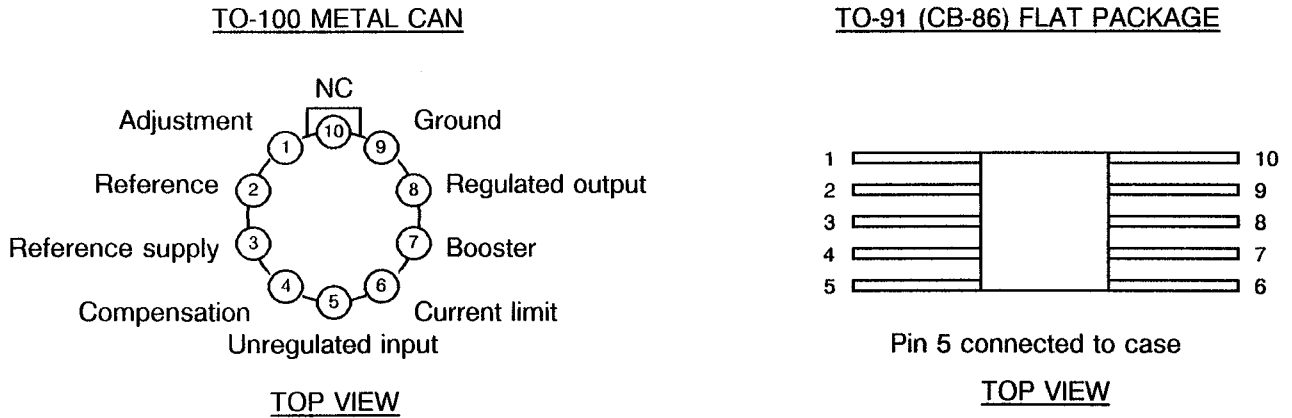 TO-100 METAL CAN
NC
Adjustment
Ground
10
1
9
Reference
2
8
Regulated output
Reference supply
3
7
Booster
4
6
5
Compensation
Current limit
Unregulated input
TOP VIEW
TO-91 (CB-86) FLAT PACKAGE
1
10
2
9
3
8
4
7
5
6
Pin 5 connected to case
TOP VIEW